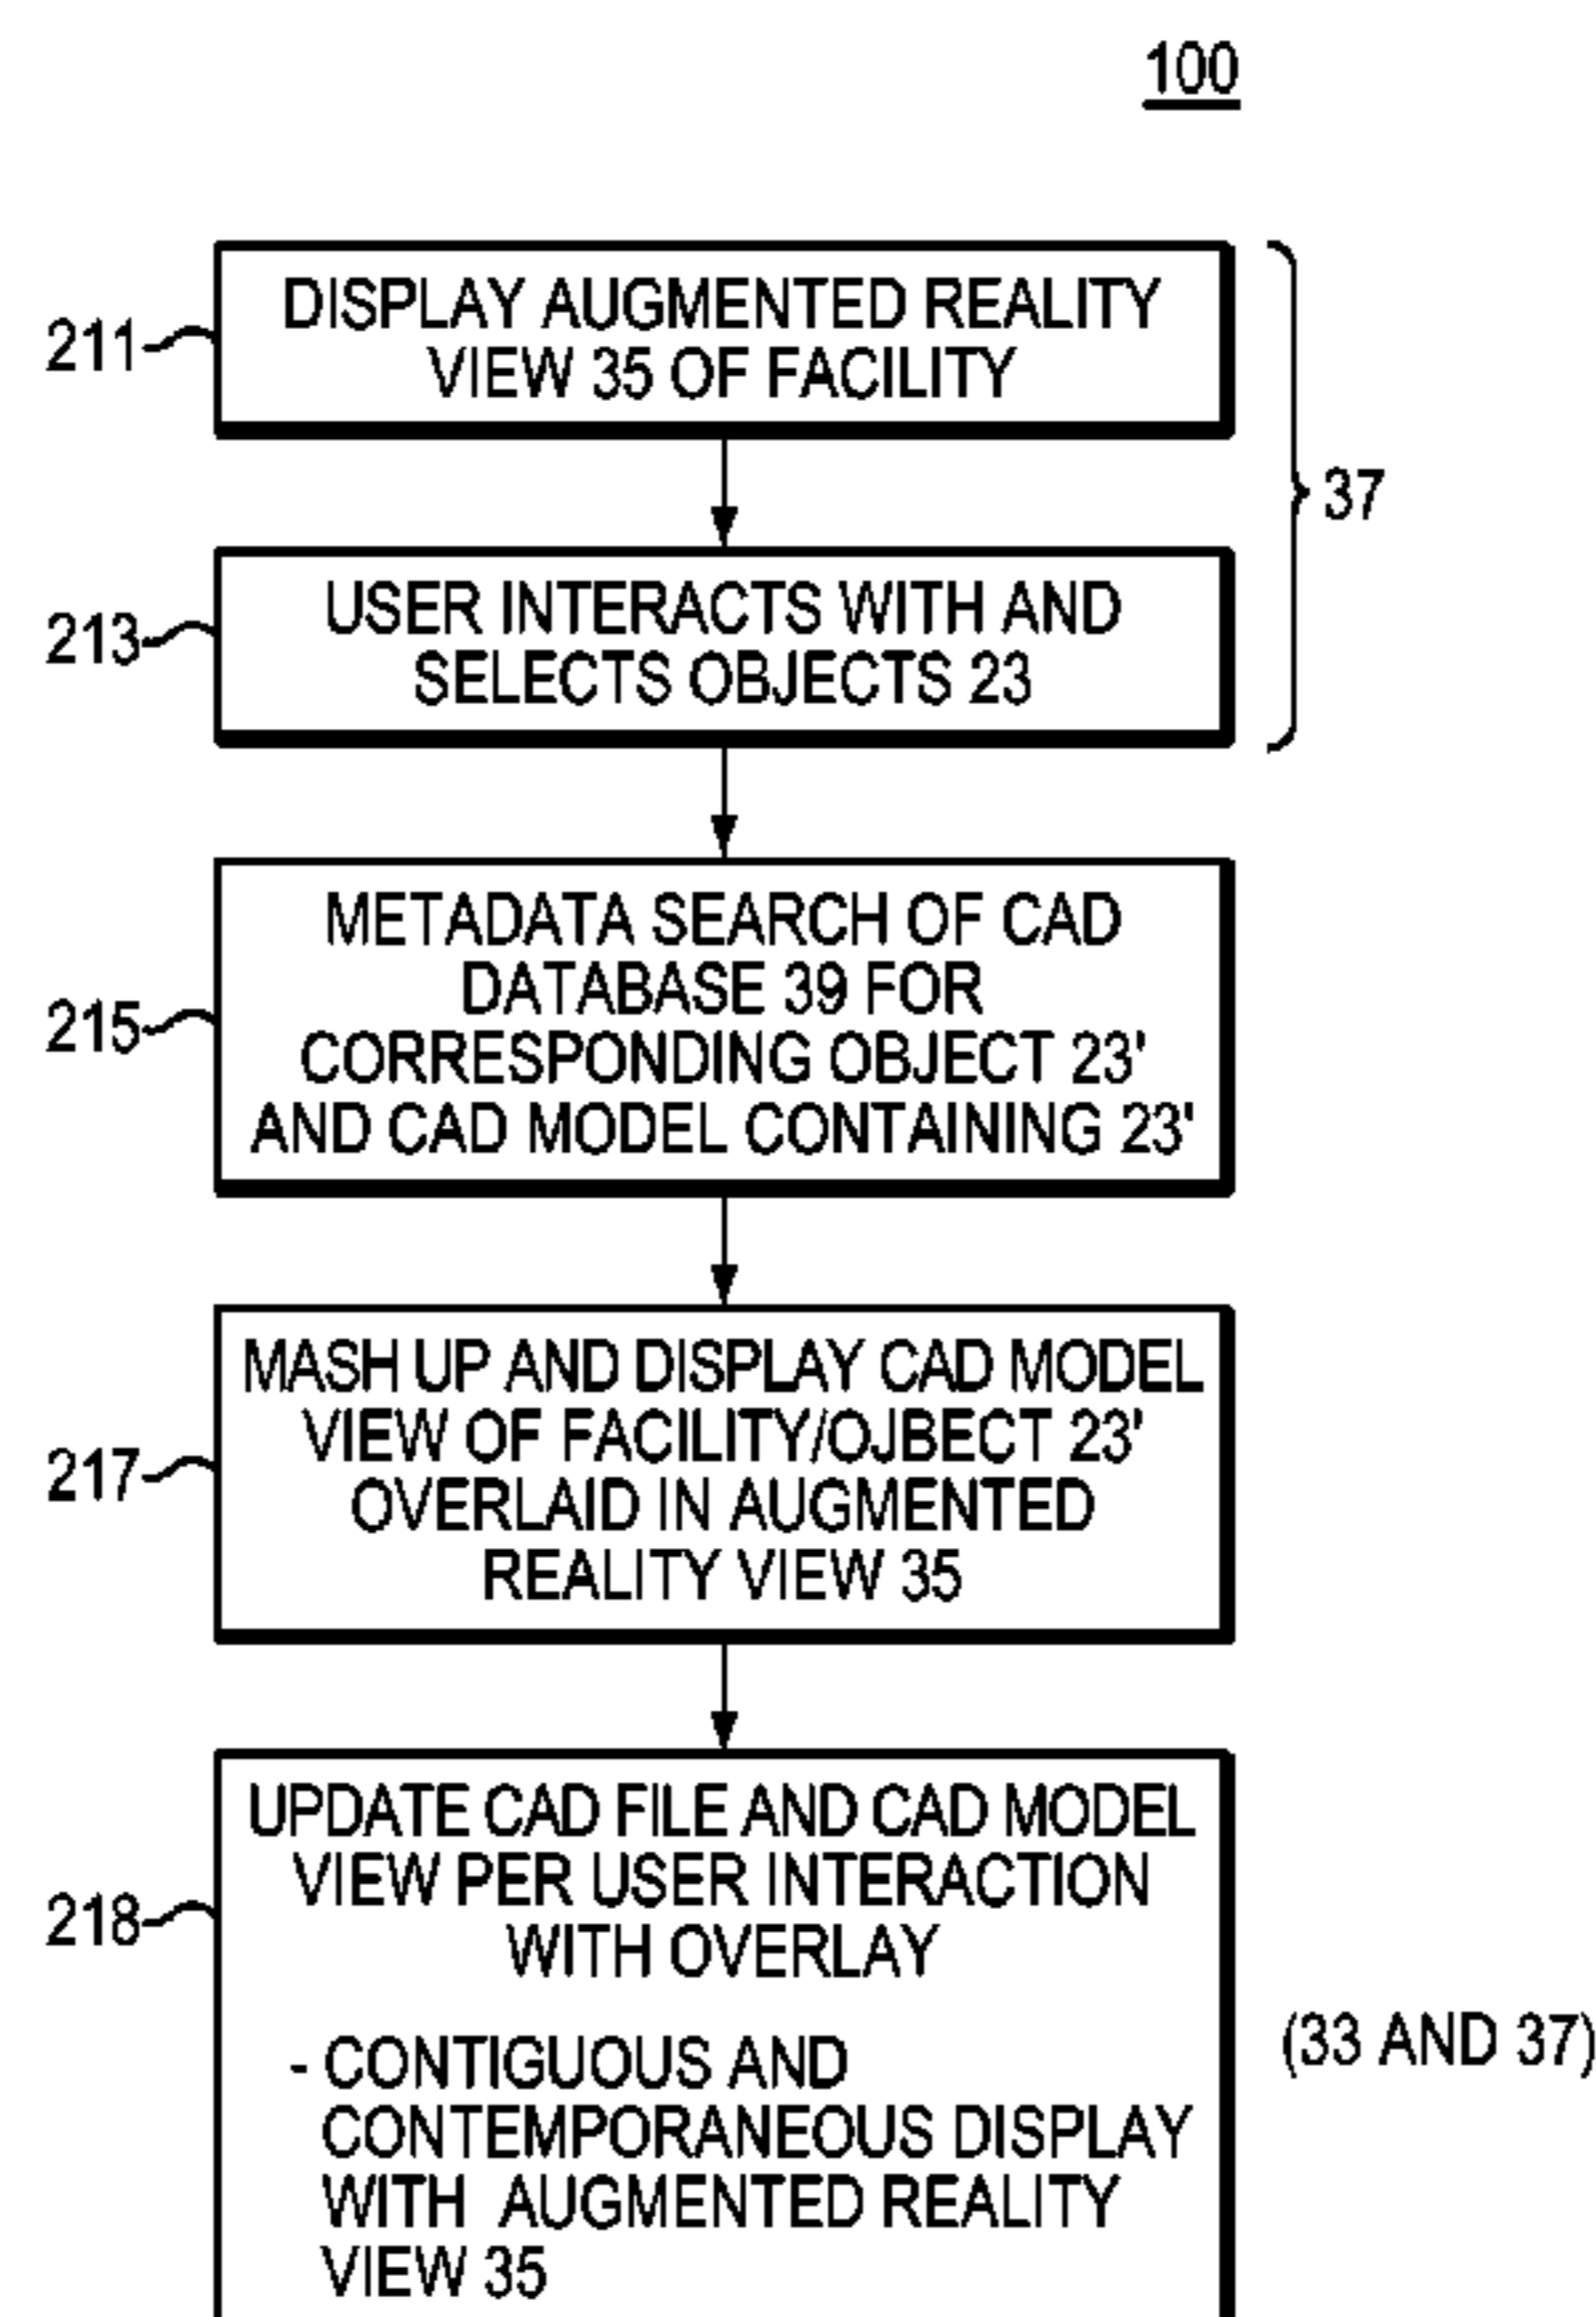 100
211
DISPLAY AUGMENTED REALITY
VIEW 35 OF FACILITY
37
213
USER INTERACTS WITH AND
SELECTS OBJECTS 23
215
METADATA SEARCH OF CAD
DATABASE 39 FOR
CORRESPONDING OBJECT 23'
AND CAD MODEL CONTAINING 23'
217
MASH UP AND DISPLAY CAD MODEL
VIEW OF FACILITY/OJBECT 23'
OVERLAID IN AUGMENTED
REALITY VIEW 35
218
UPDATE CAD FILE AND CAD MODEL
VIEW PER USER INTERACTION
WITH OVERLAY
- CONTIGUOUS AND
CONTEMPORANEOUS DISPLAY
WITH AUGMENTED REALITY
VIEW 35
(33 AND 37)